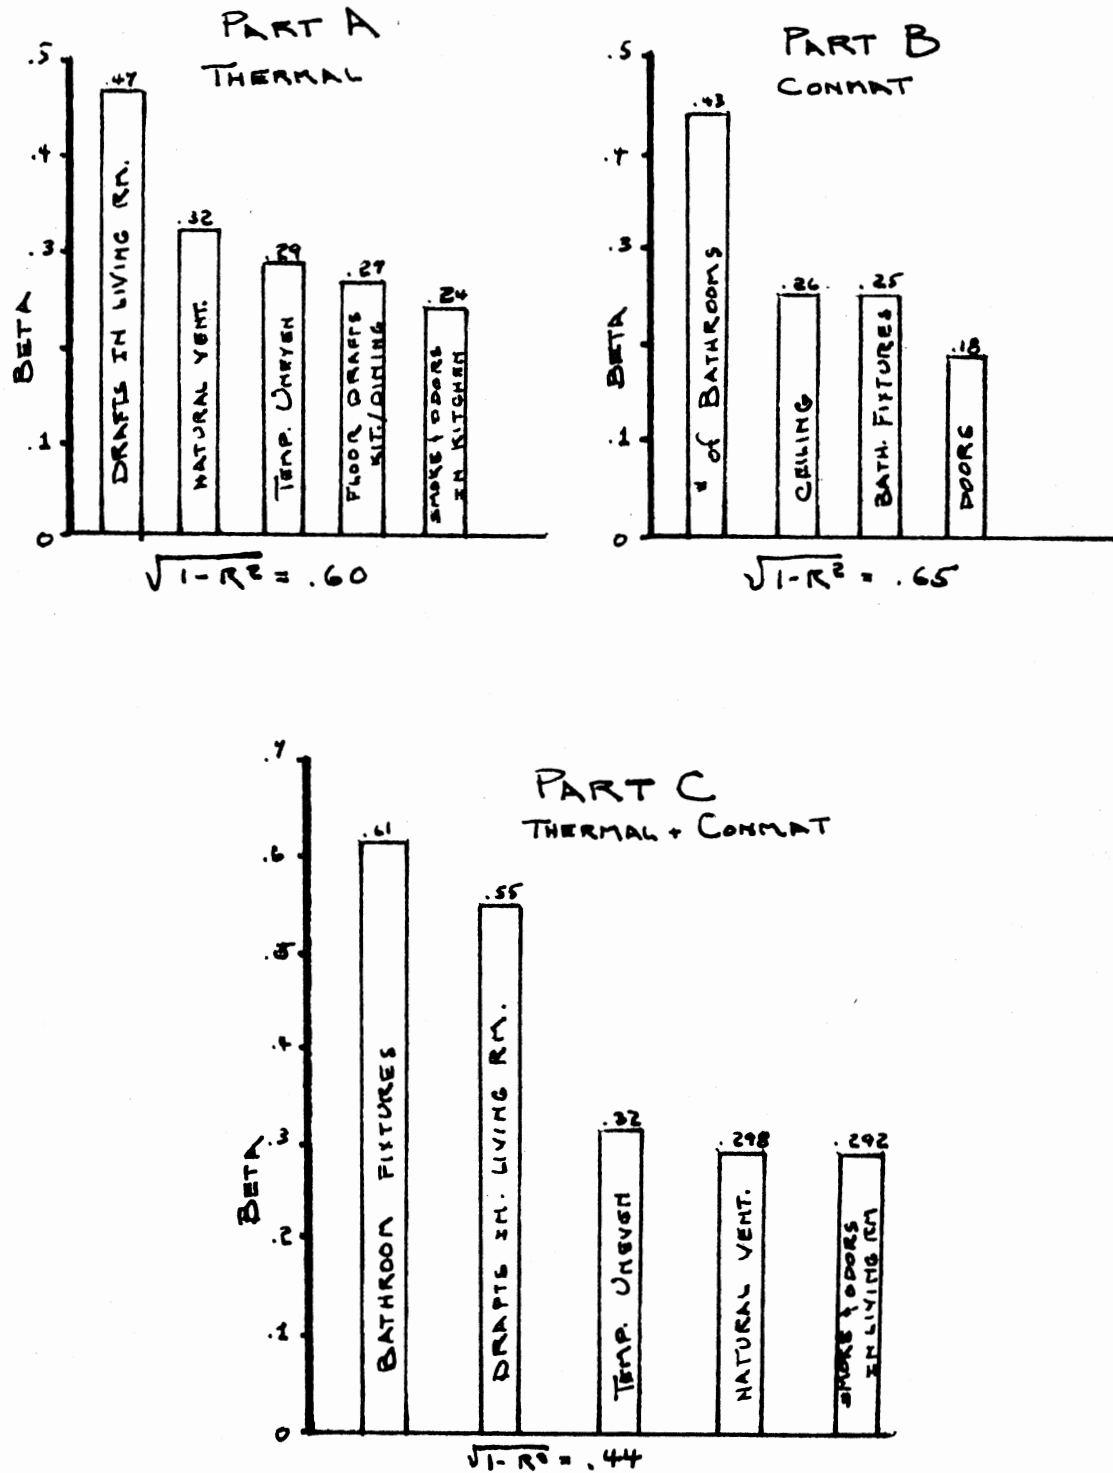 PART A
THERMAL
.5
.4
.3
.1
0
BETA
.47
DRAFTS IN LIVING RM.
.32
NATURAL VENT.
.29
TEMP. UNEVEN
.27
FLOOR DRAFTS
KIT./DINING
.24
SMOKE & ODORS
IN KITCHEN
√1-R² = .60
PART B
CONMAT
.5
.4
.3
.1
0
BETA
.43
# of BATHROOMS
.26
CEILING
.25
BATH. FIXTURES
.18
DOORS
√1-R² = .65
PART C
THERMAL + CONMAT
.7
.6
.5
.4
.3
.2
.1
0
BETA
.61
BATHROOM FIXTURES
.55
DRAFTS IN. LIVING RM.
.32
TEMP. UNEVEN
.298
NATURAL VENT.
.292
SMOKE & ODORS
IN LIVING RM
√1-R² = .44